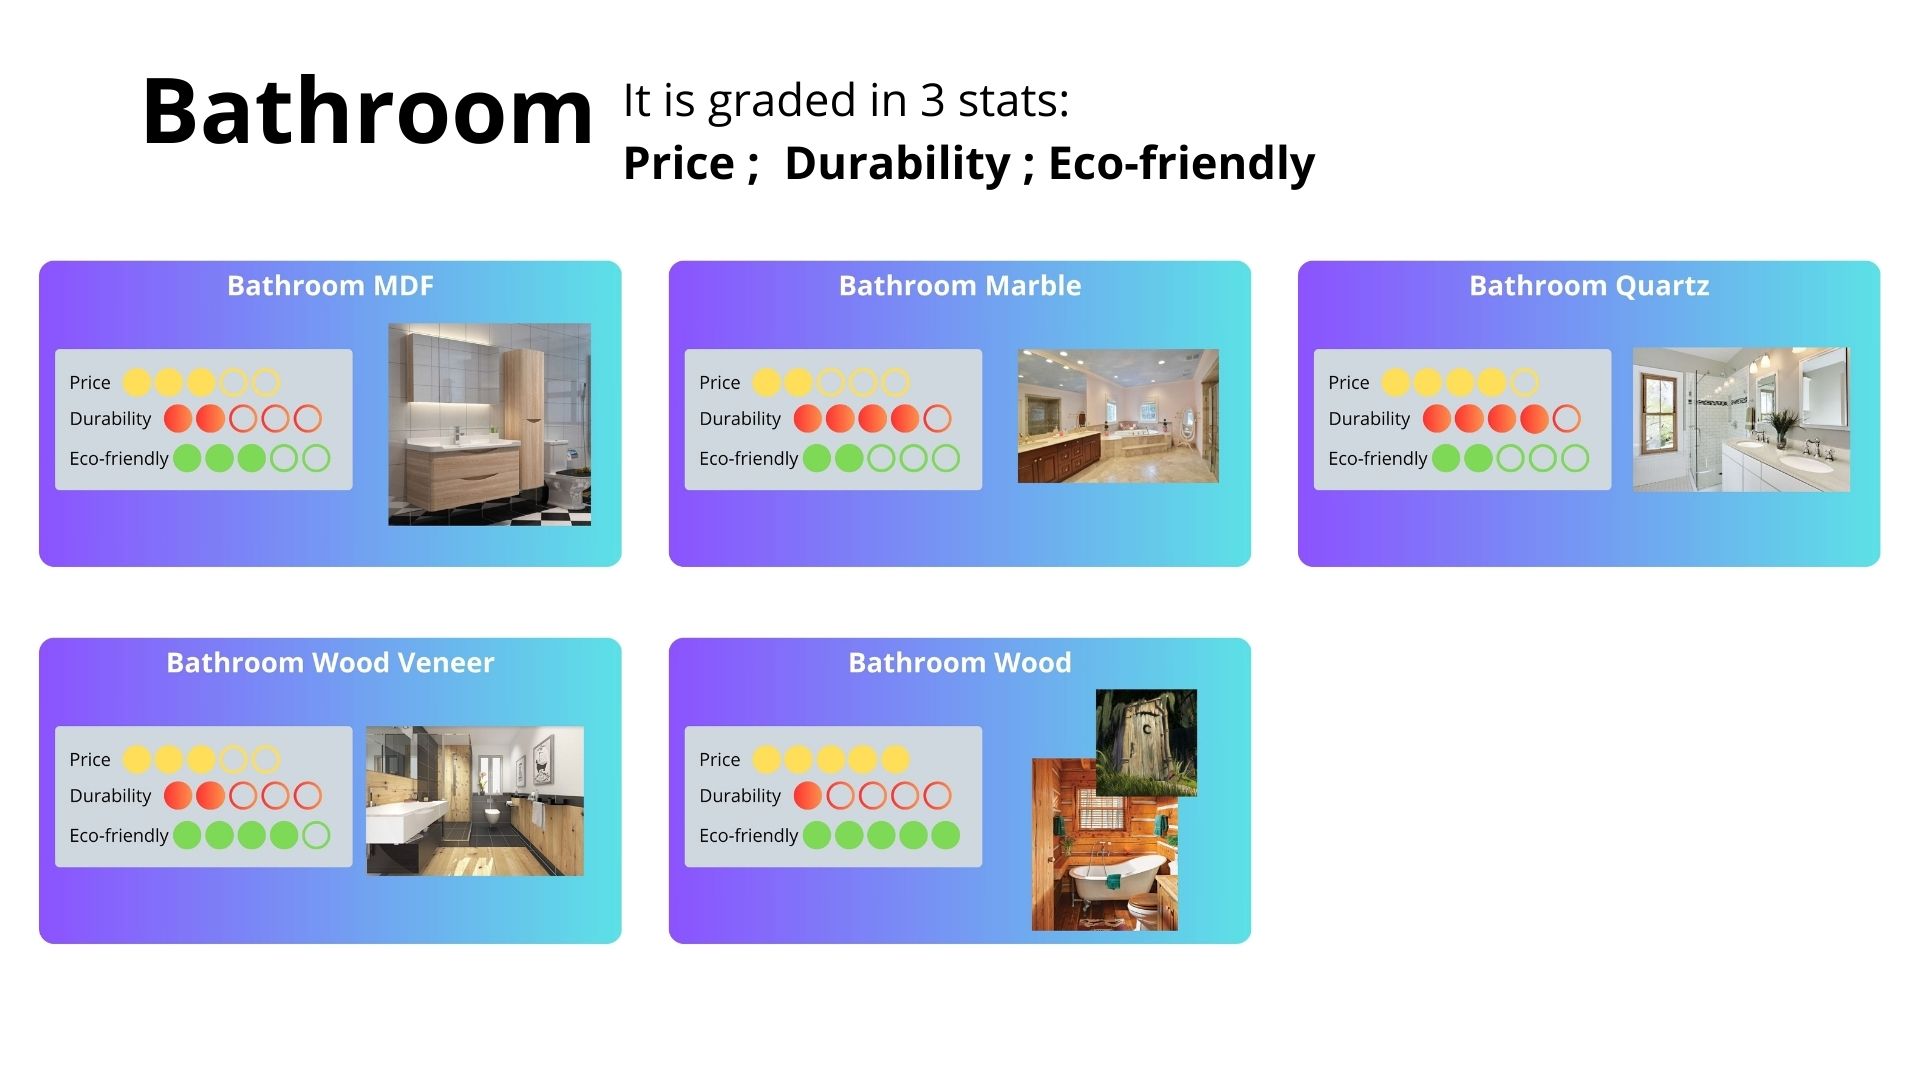 Bathroom
It is graded in 3 stats:
Price ;  Durability ; Eco-friendly
Bathroom MDF
Price
Durability
Eco-friendly
Bathroom Marble
Price
Durability
Eco-friendly
Bathroom Quartz
Price
Durability
Eco-friendly
Bathroom Wood Veneer
Price
Durability
Eco-friendly
Bathroom Wood
Price
Durability
Eco-friendly